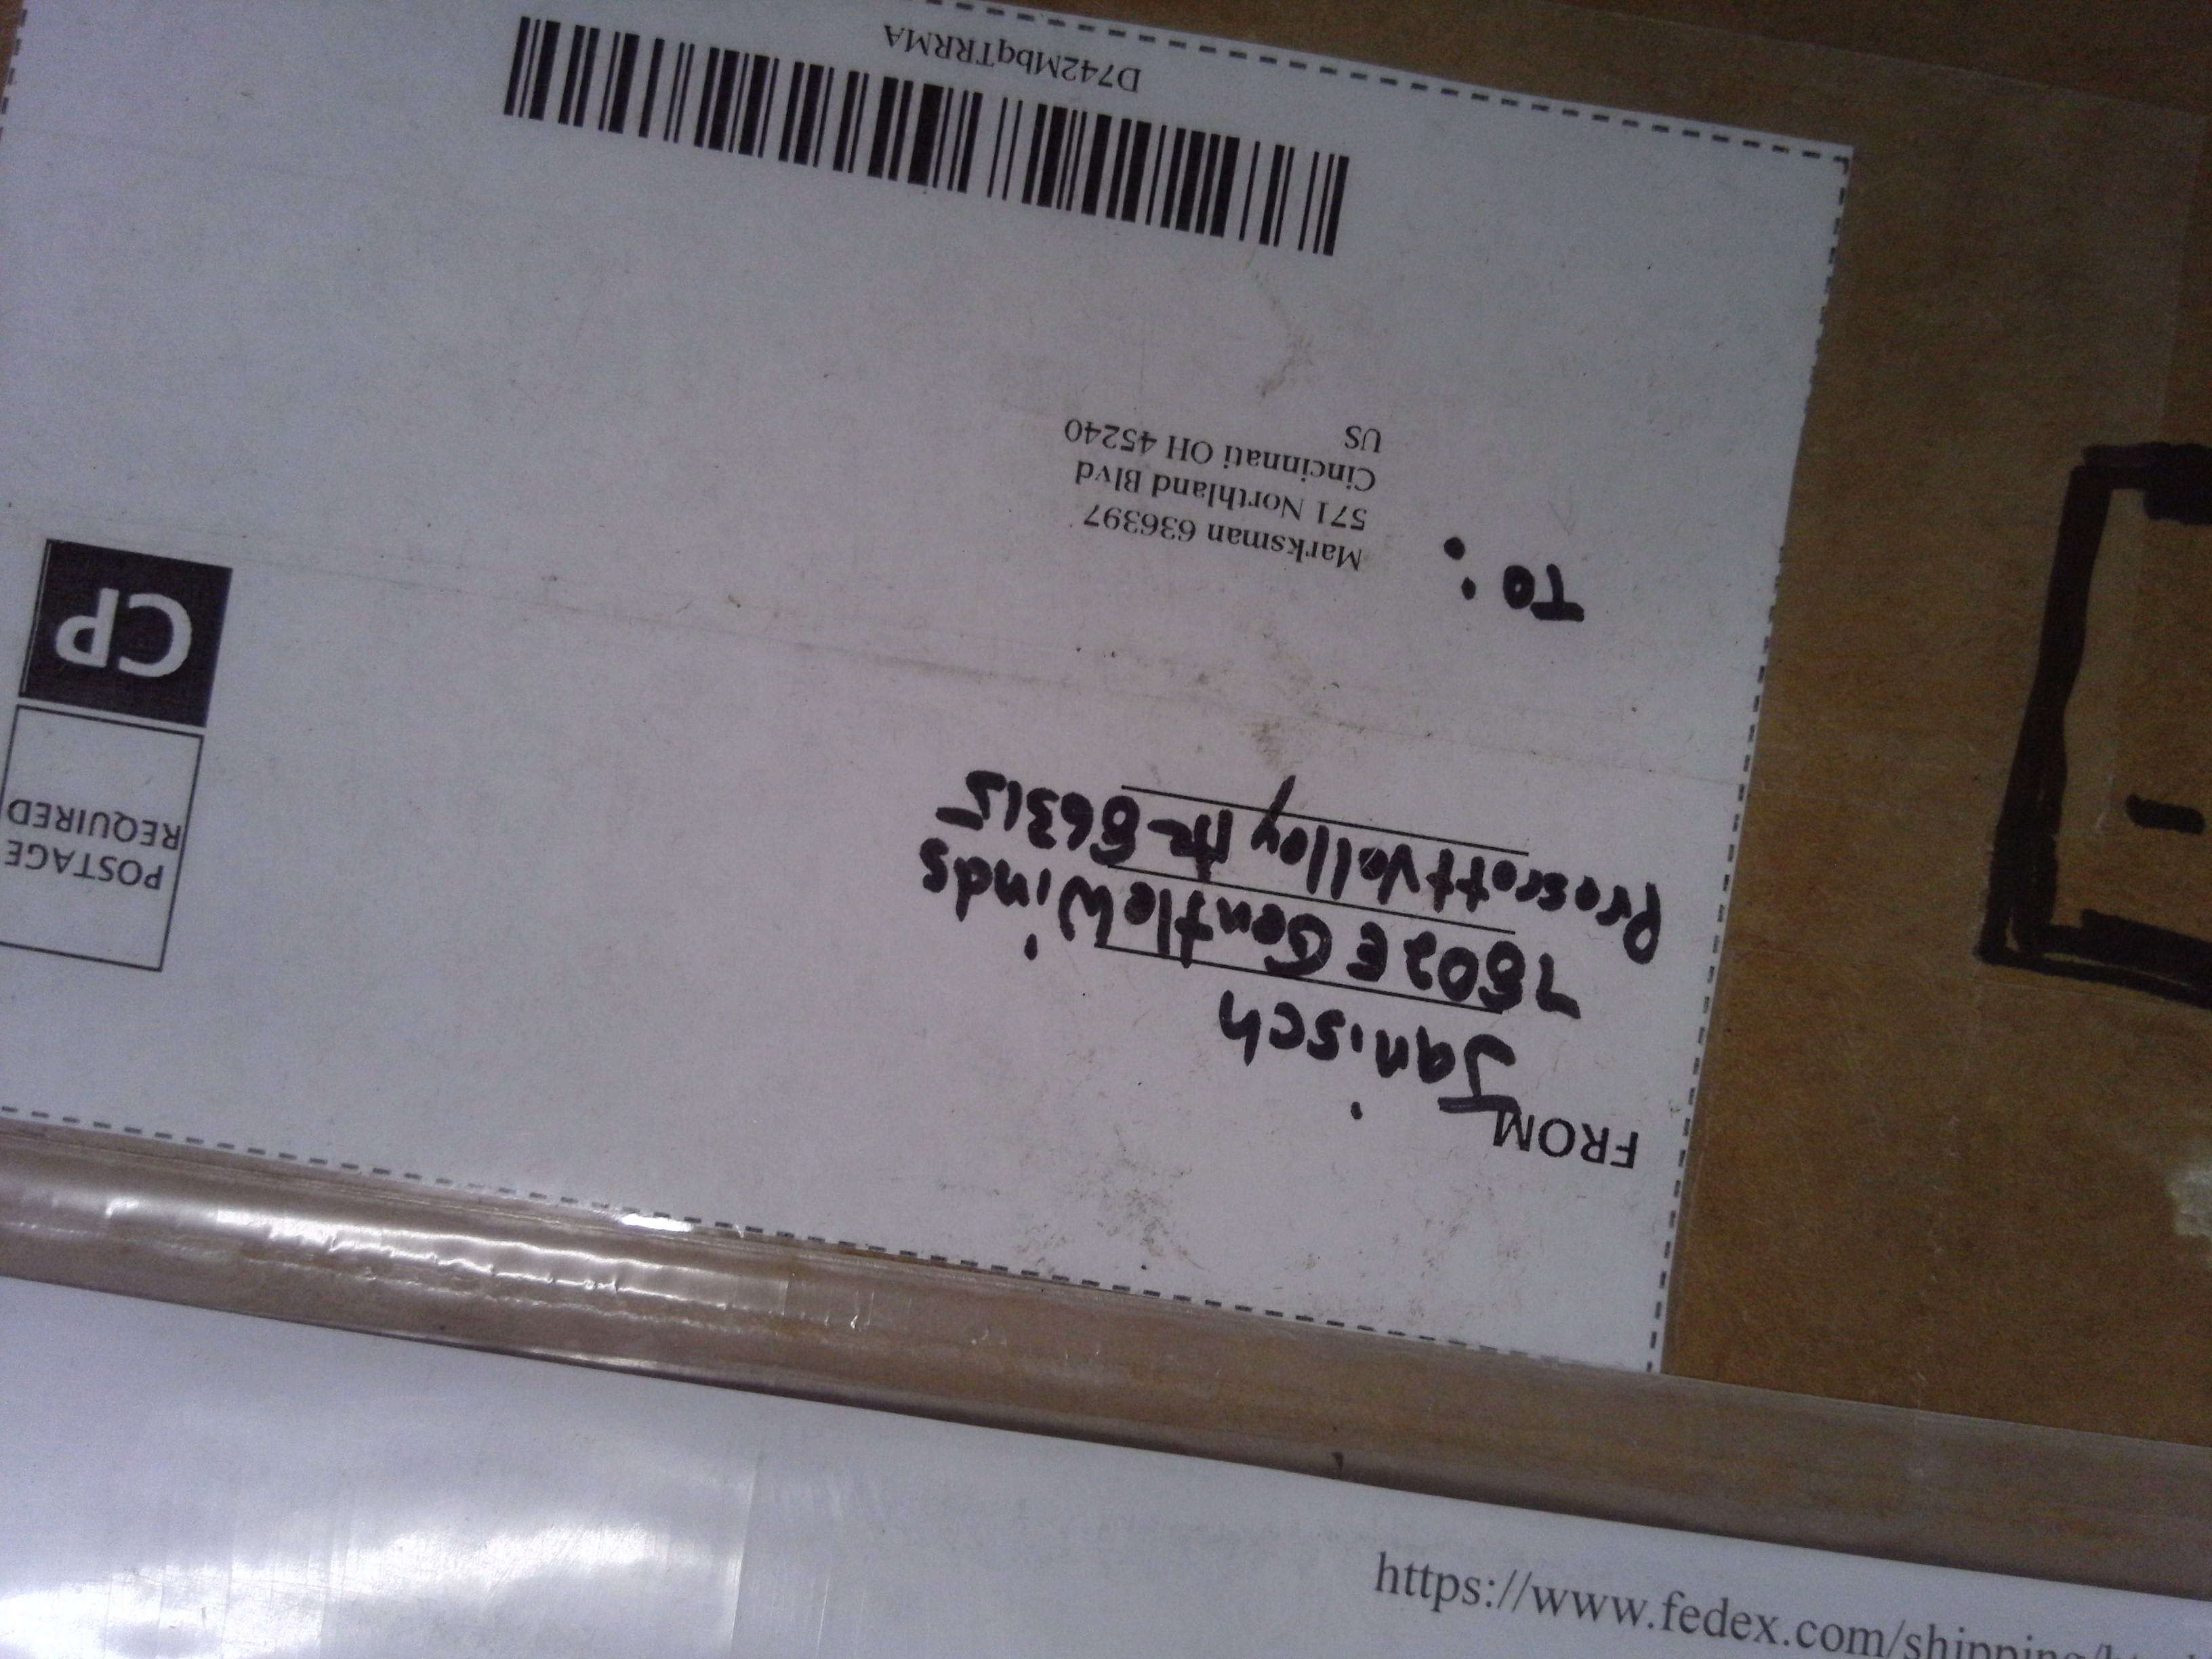 FROM
Janisch
7802 E Gentle Winds
Prescott Valley Az 86315
POSTAGE
REQUIRED
CP
TO:
Marksman 636397
571 Northland Blvd
Cincinnati OH 45240
US
D742MbqTRRMA
https://www.fedex.com/shipping/